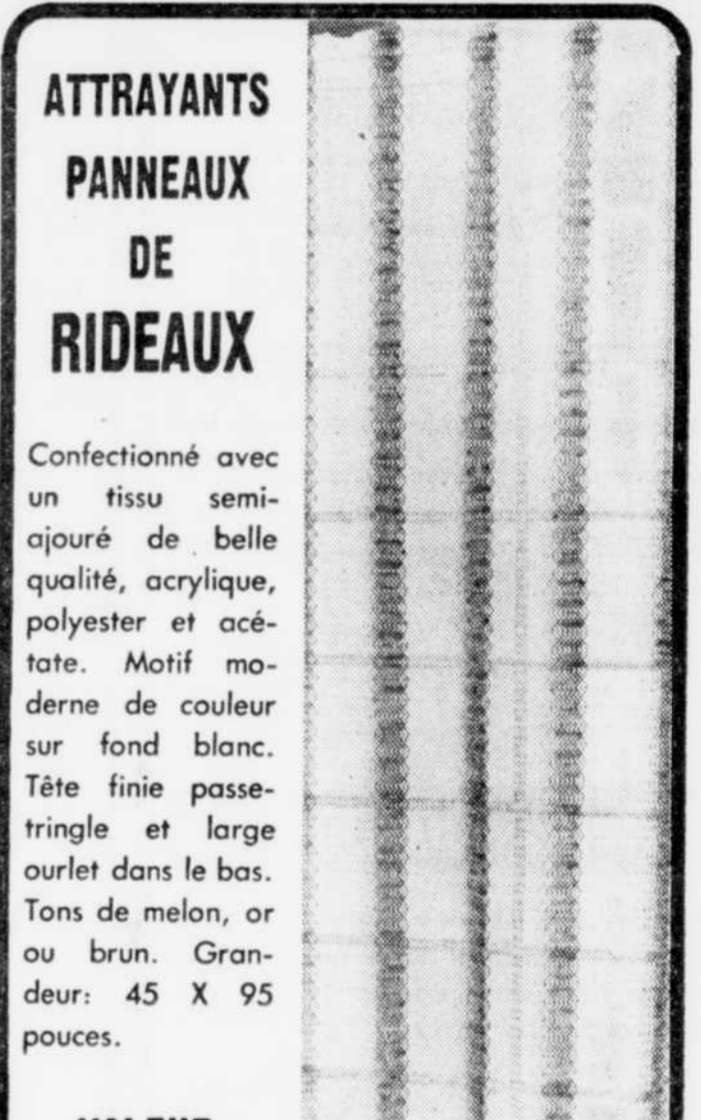 ATTRAYANTS
PANNEAUX
DE
RIDEAUX
Confectionné avec
un tissu semi-
ajouré de belle
qualité, acrylique,
polyester et acé-
tate. Motif mo-
derne de couleur
sur fond blanc.
Tête finie passe-
tringle et large
ourlet dans le bas.
Tons de melon, or
ou brun. Gran-
deur: 45 X 95
pouces.